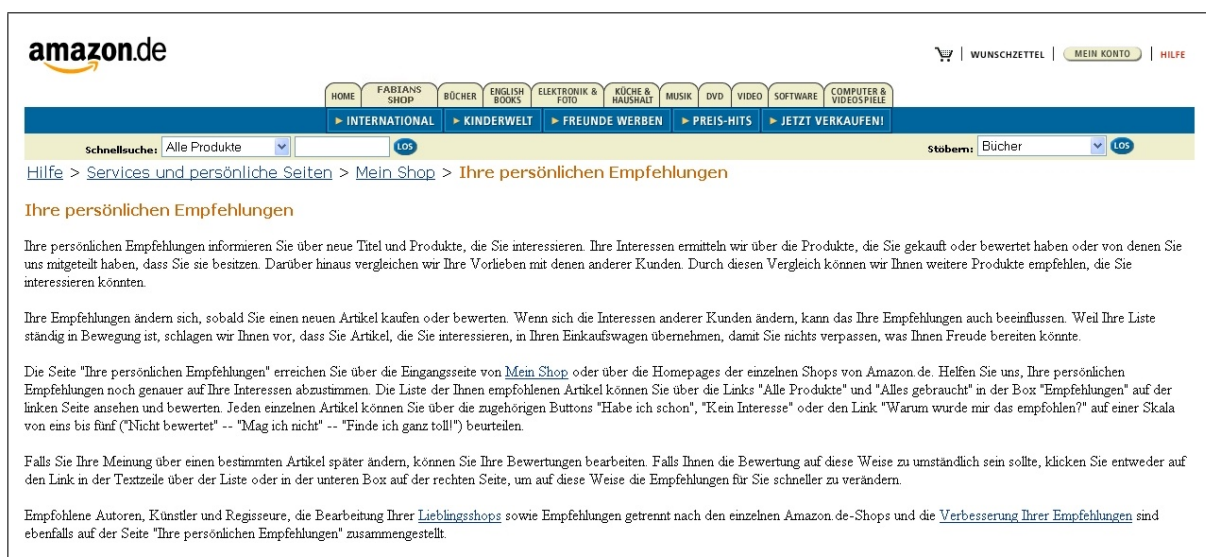 amazon.de
WUNSCHZETTEL | MEIN KONTO | HILFE
HOME FABIANS SHOP BÜCHER ENGLISH BOOKS ELEKTRONIK & FOTO KÜCHE & HAUSHALT MUSIK DVD VIDEO SOFTWARE COMPUTER & VIDEOSPIELE
INTERNATIONAL KINDERWELT FREUNDE WERBEN PREIS-HITS JETZT VERKAUFEN!
Schnellsuche: Alle Produkte LOS Stöbern: Bücher LOS
Hilfe > Services und persönliche Seiten > Mein Shop > Ihre persönlichen Empfehlungen
Ihre persönlichen Empfehlungen
Ihre persönlichen Empfehlungen informieren Sie über neue Titel und Produkte, die Sie interessieren. Ihre Interessen ermitteln wir über die Produkte, die Sie gekauft oder bewertet haben oder von denen Sie
uns mitgeteilt haben, dass Sie sie besitzen. Darüber hinaus vergleichen wir Ihre Vorlieben mit denen anderer Kunden. Durch diesen Vergleich können wir Ihnen weitere Produkte empfehlen, die Sie
interessieren könnten.
Ihre Empfehlungen ändern sich, sobald Sie einen neuen Artikel kaufen oder bewerten. Wenn sich die Interessen anderer Kunden ändern, kann das Ihre Empfehlungen auch beeinflussen. Weil Ihre Liste
ständig in Bewegung ist, schlagen wir Ihnen vor, dass Sie Artikel, die Sie interessieren, in Ihren Einkaufswagen übernehmen, damit Sie nichts verpassen, was Ihnen Freude bereiten könnte.
Die Seite "Ihre persönlichen Empfehlungen" erreichen Sie über die Eingangsseite von Mein Shop oder über die Homepages der einzelnen Shops von Amazon.de. Helfen Sie uns, Ihre persönlichen
Empfehlungen noch genauer auf Ihre Interessen abzustimmen. Die Liste der Ihnen empfohlenen Artikel können Sie über die Links "Alle Produkte" und "Alles gebraucht" in der Box "Empfehlungen" auf der
linken Seite ansehen und bewerten. Jeden einzelnen Artikel können Sie über die zugehörigen Buttons "Habe ich schon", "Kein Interesse" oder den Link "Warum wurde mir das empfohlen?" auf einer Skala
von eins bis fünf ("Nicht bewertet" -- "Mag ich nicht" -- "Finde ich ganz toll!") beurteilen.
Falls Sie Ihre Meinung über einen bestimmten Artikel später ändern, können Sie Ihre Bewertungen bearbeiten. Falls Ihnen die Bewertung auf diese Weise zu umständlich sein sollte, klicken Sie entweder auf
den Link in der Textzeile über der Liste oder in der unteren Box auf der rechten Seite, um auf diese Weise die Empfehlungen für Sie schneller zu verändern.
Empfohlene Autoren, Künstler und Regisseure, die Bearbeitung Ihrer Lieblingsshops sowie Empfehlungen getrennt nach den einzelnen Amazon.de-Shops und die Verbesserung Ihrer Empfehlungen sind
ebenfalls auf der Seite "Ihre persönlichen Empfehlungen" zusammengestellt.